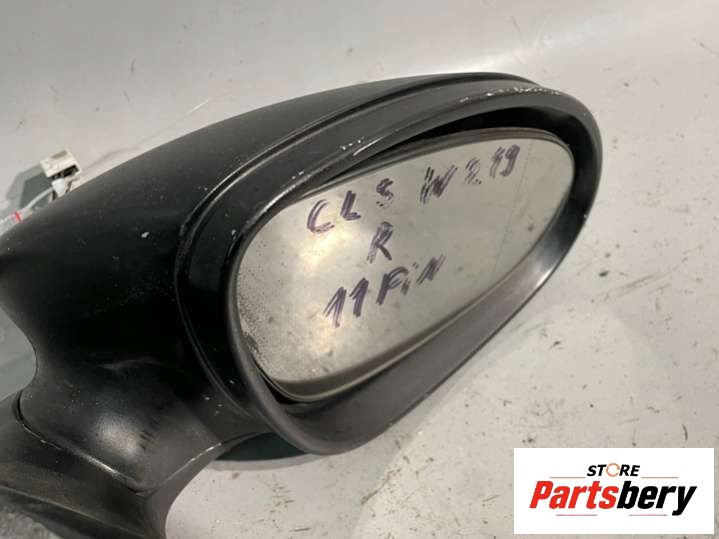 CLS W219
R
11Fin
STORE
Partsbery